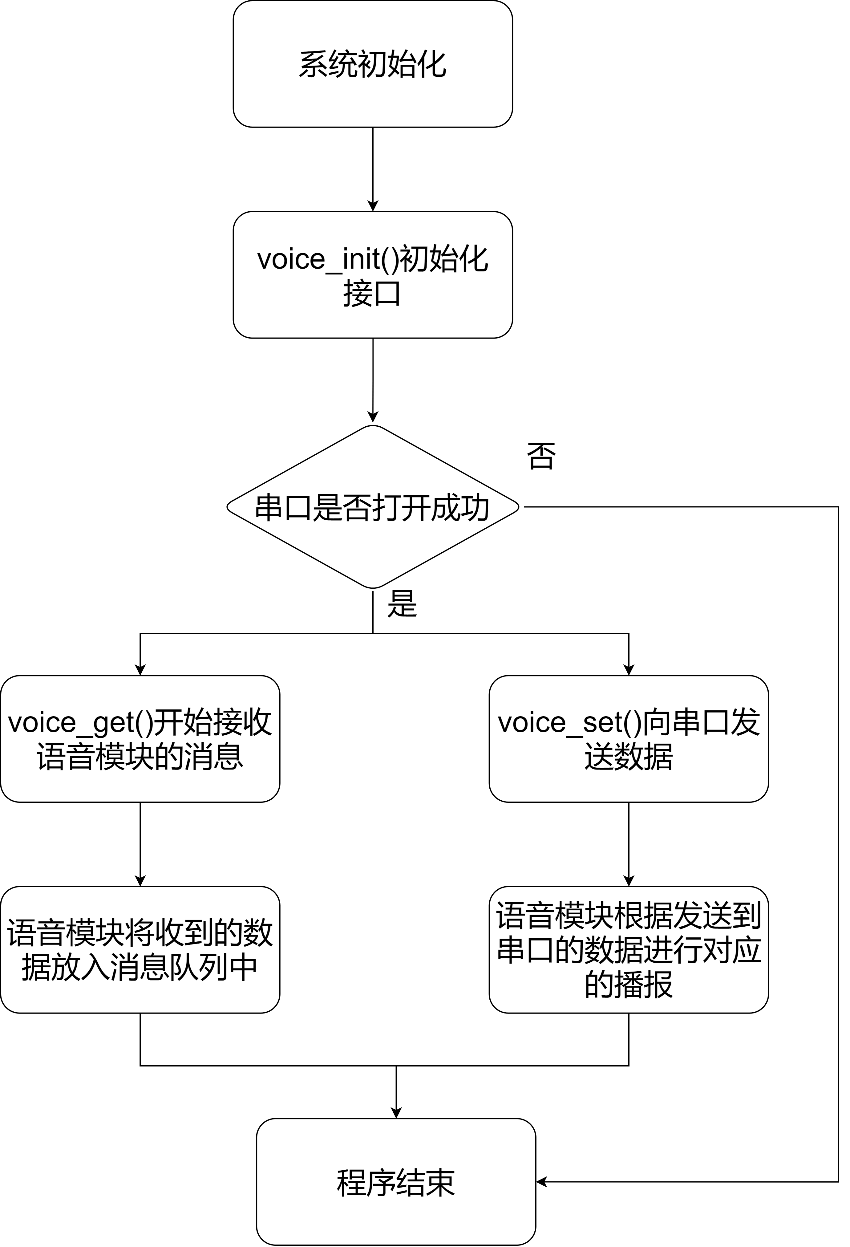 系统初始化
voice_init()初始化
接口
否
串口是否打开成功
是
voice_get()开始接收
语音模块的消息
voice_set()向串口发
送数据
语音模块将收到的数
据放入消息队列中
语音模块根据发送到
串口的数据进行对应
的播报
程序结束